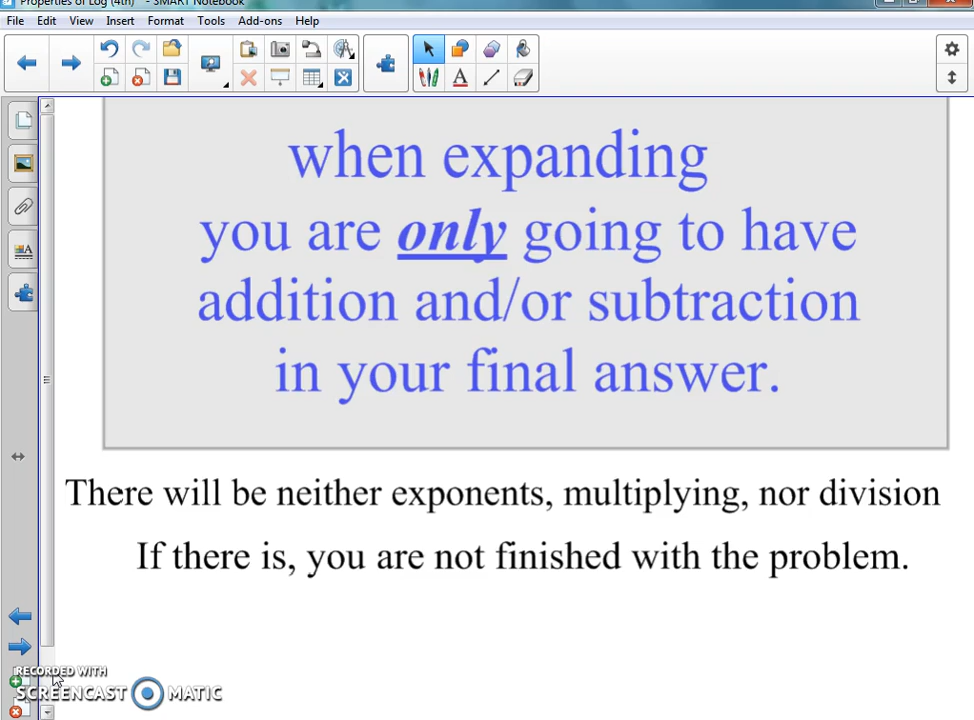 Properties of Log (4th) - SMART Notebook
File Edit View Insert Format Tools Add-ons Help
when expanding
you are only going to have
addition and/or subtraction
in your final answer.
There will be neither exponents, multiplying, nor division
If there is, you are not finished with the problem.
RECORDED WITH
SCREENCAST MATIC